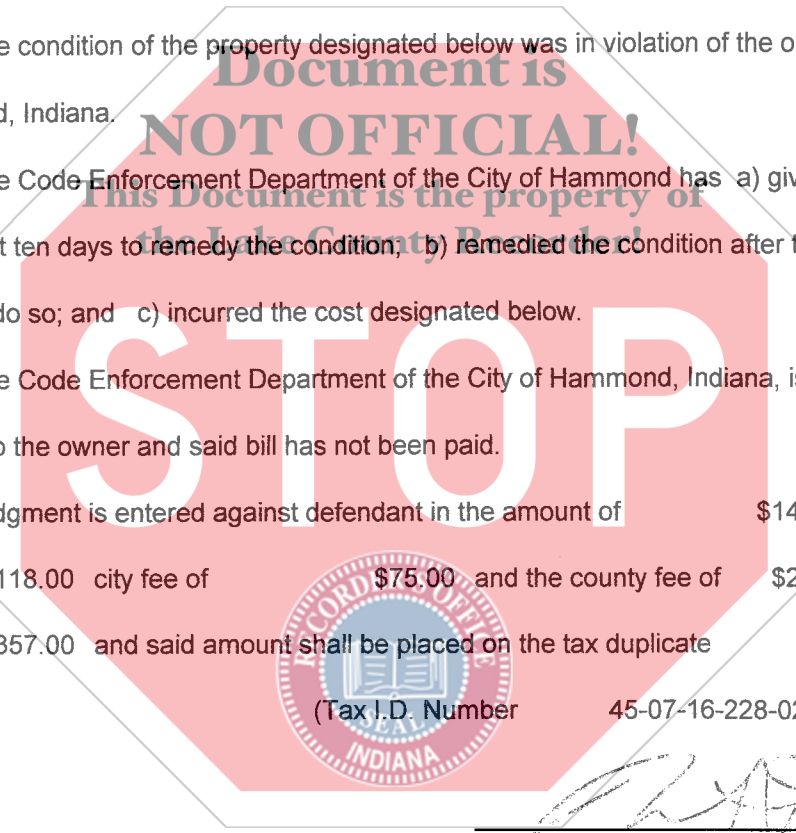 e condition of the property designated below was in violation of the o
Document is
d, Indiana.
NOT OFFICIAL!
e Code Enforcement Department of the City of Hammond has a) giv
This Document is the property of
t ten days to remedy the condition; b) remedied the condition after f
the Lake County Recorder!
do so; and c) incurred the cost designated below.
STOP
e Code Enforcement Department of the City of Hammond, Indiana, is
o the owner and said bill has not been paid.
dgment is entered against defendant in the amount of $14
118.00 city fee of $75.00 and the county fee of $2
357.00 and said amount shall be placed on the tax duplicate
RECORDER'S OFFICE
SEAL
INDIANA
(Tax I.D. Number 45-07-16-228-02